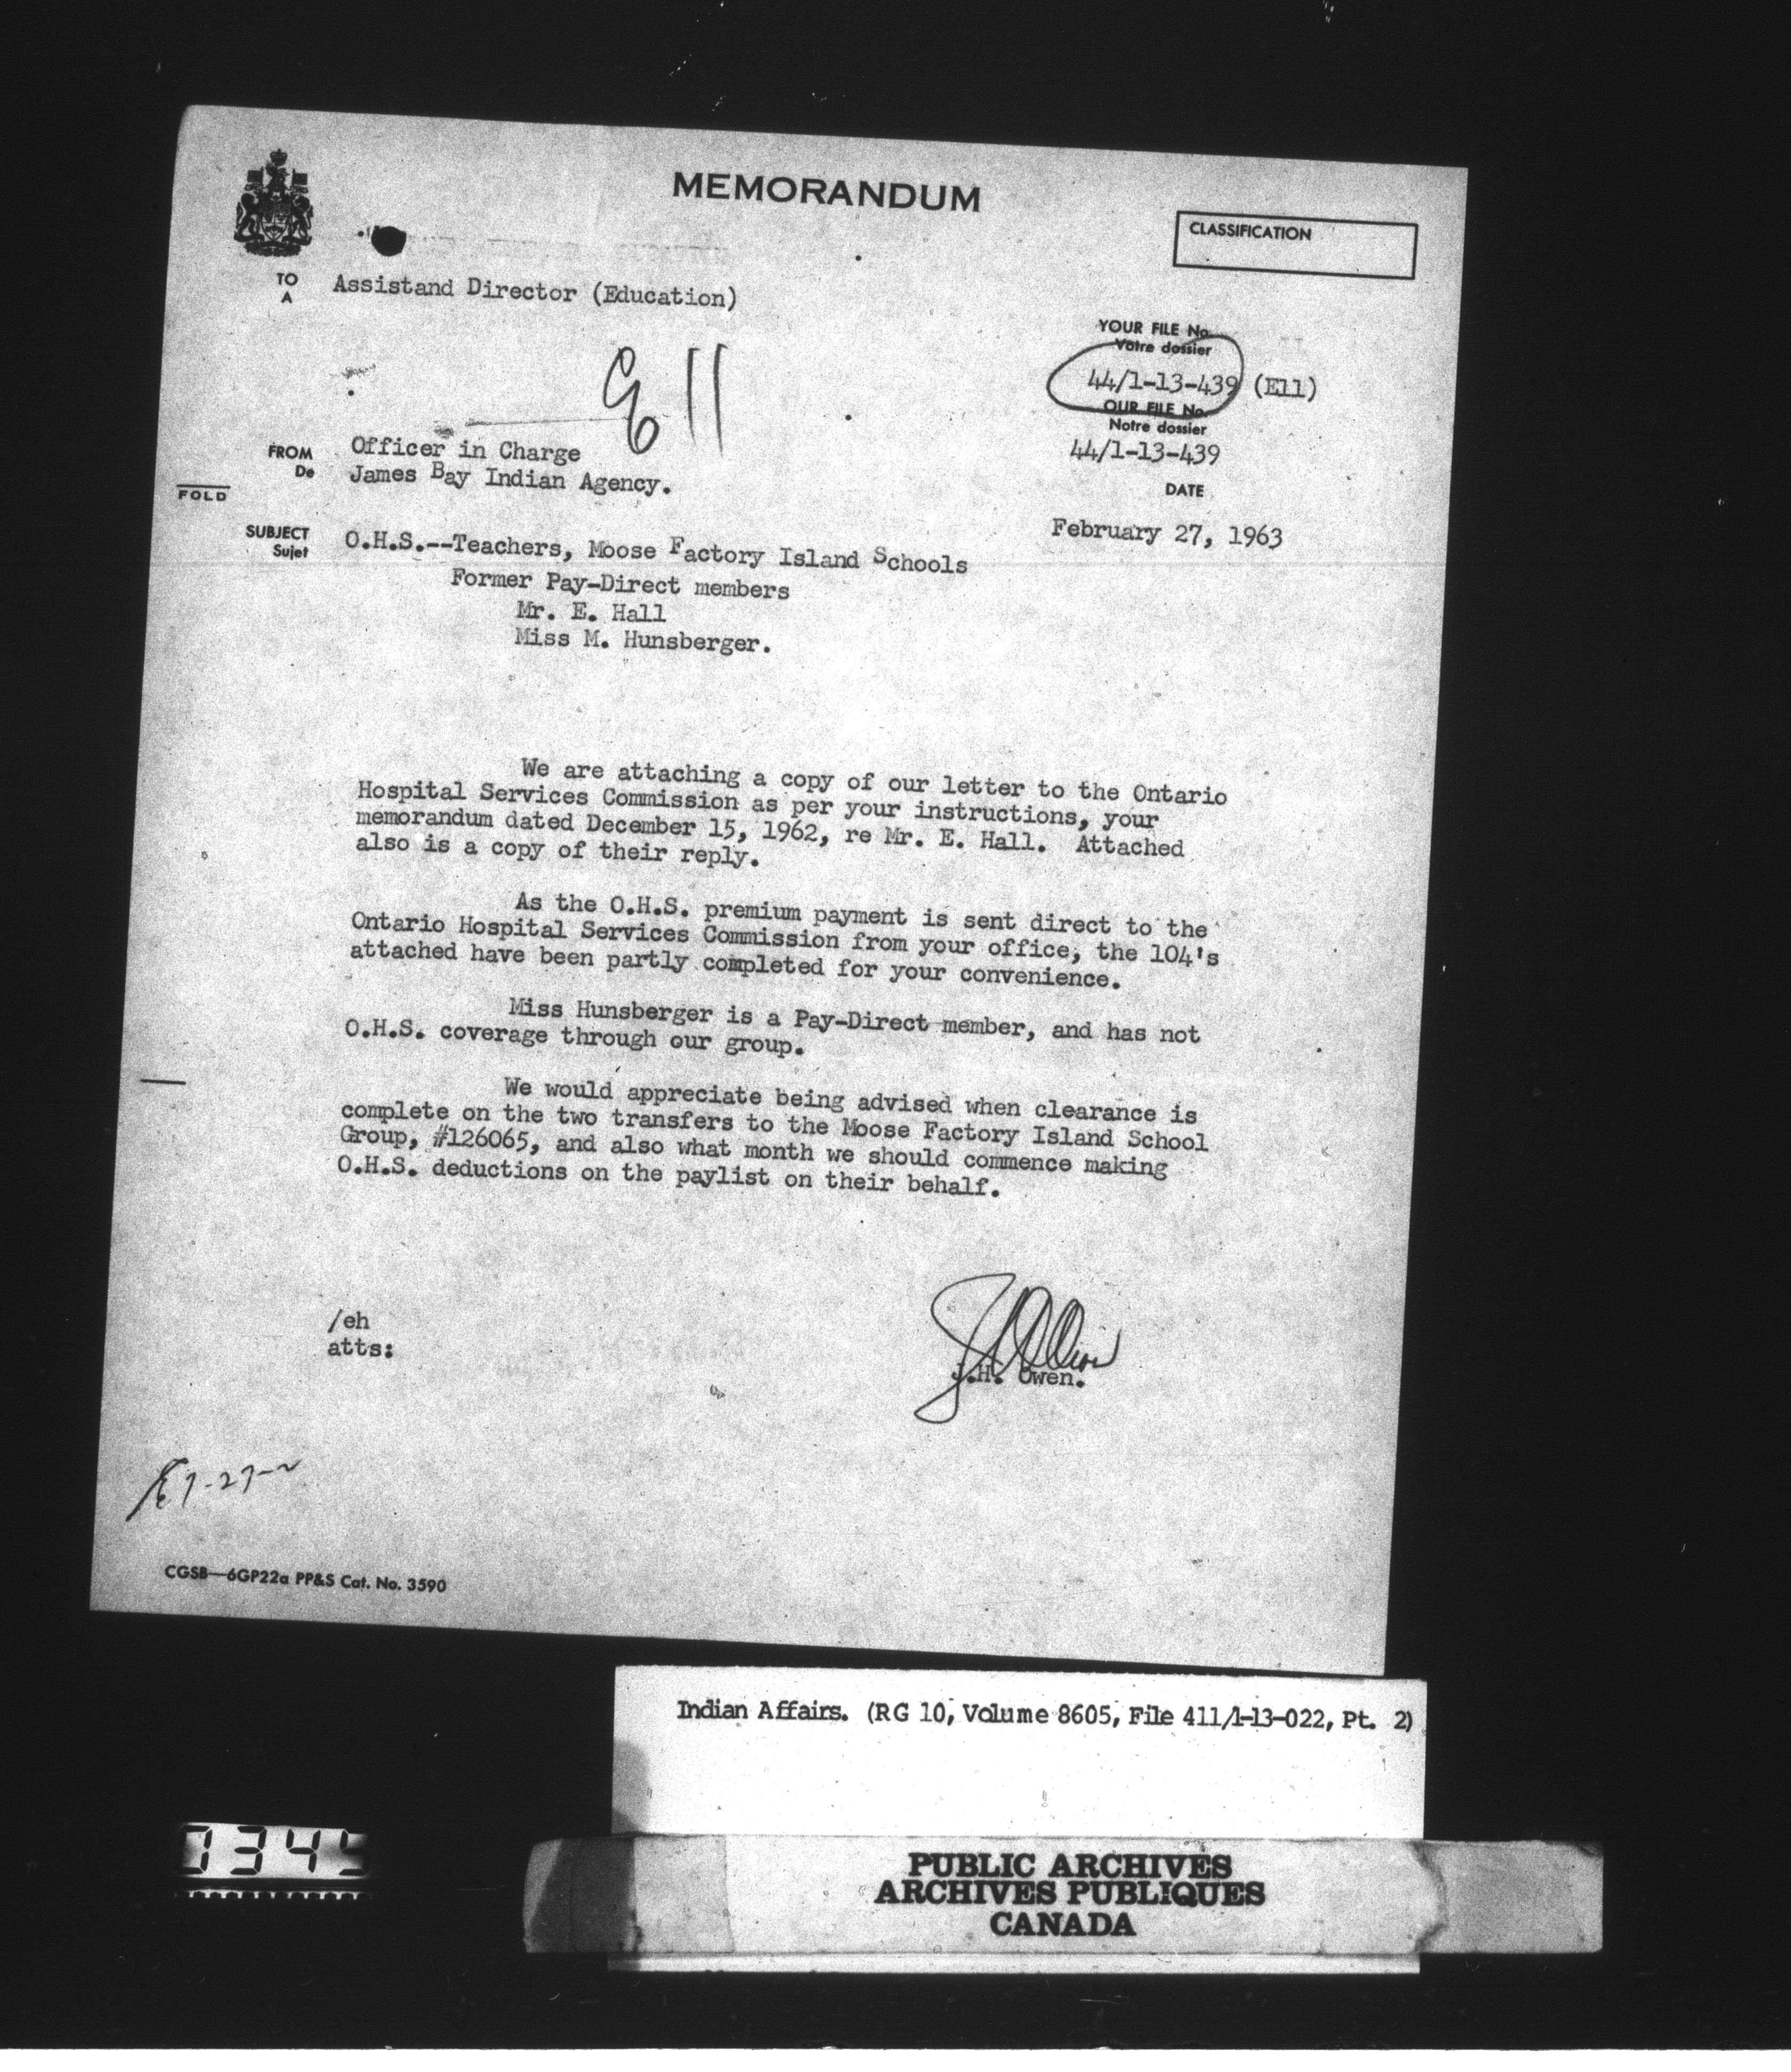 MEMORANDUM
CLASSIFICATION
TO
A
Assistand Director (Education)
YOUR FILE No.
Votre dossier
44/1-13-439 (E11)
E11
OUR FILE No.
Notre dossier
44/1-13-439
FROM
De
Officer in Charge
James Bay Indian Agency.
FOLD
DATE
February 27, 1963
SUBJECT
Sujet
O.H.S.--Teachers, Moose Factory Island Schools
Former Pay-Direct members
Mr. E. Hall
Miss M. Hunsberger.
We are attaching a copy of our letter to the Ontario
Hospital Services Commission as per your instructions, your
memorandum dated December 15, 1962, re Mr. E. Hall. Attached
also is a copy of their reply.
As the O.H.S. premium payment is sent direct to the
Ontario Hospital Services Commission from your office, the 104's
attached have been partly completed for your convenience.
Miss Hunsberger is a Pay-Direct member, and has not
O.H.S. coverage through our group.
We would appreciate being advised when clearance is
complete on the two transfers to the Moose Factory Island School
Group, #126065, and also what month we should commence making
O.H.S. deductions on the paylist on their behalf.
/eh
atts:
J.H. Owen.
CGSB-6GP22a PP&S Cat. No. 3590
Indian Affairs. (RG 10, Volume 8605, File 411/1-13-022, Pt. 2)
PUBLIC ARCHIVES
ARCHIVES PUBLIQUES
CANADA